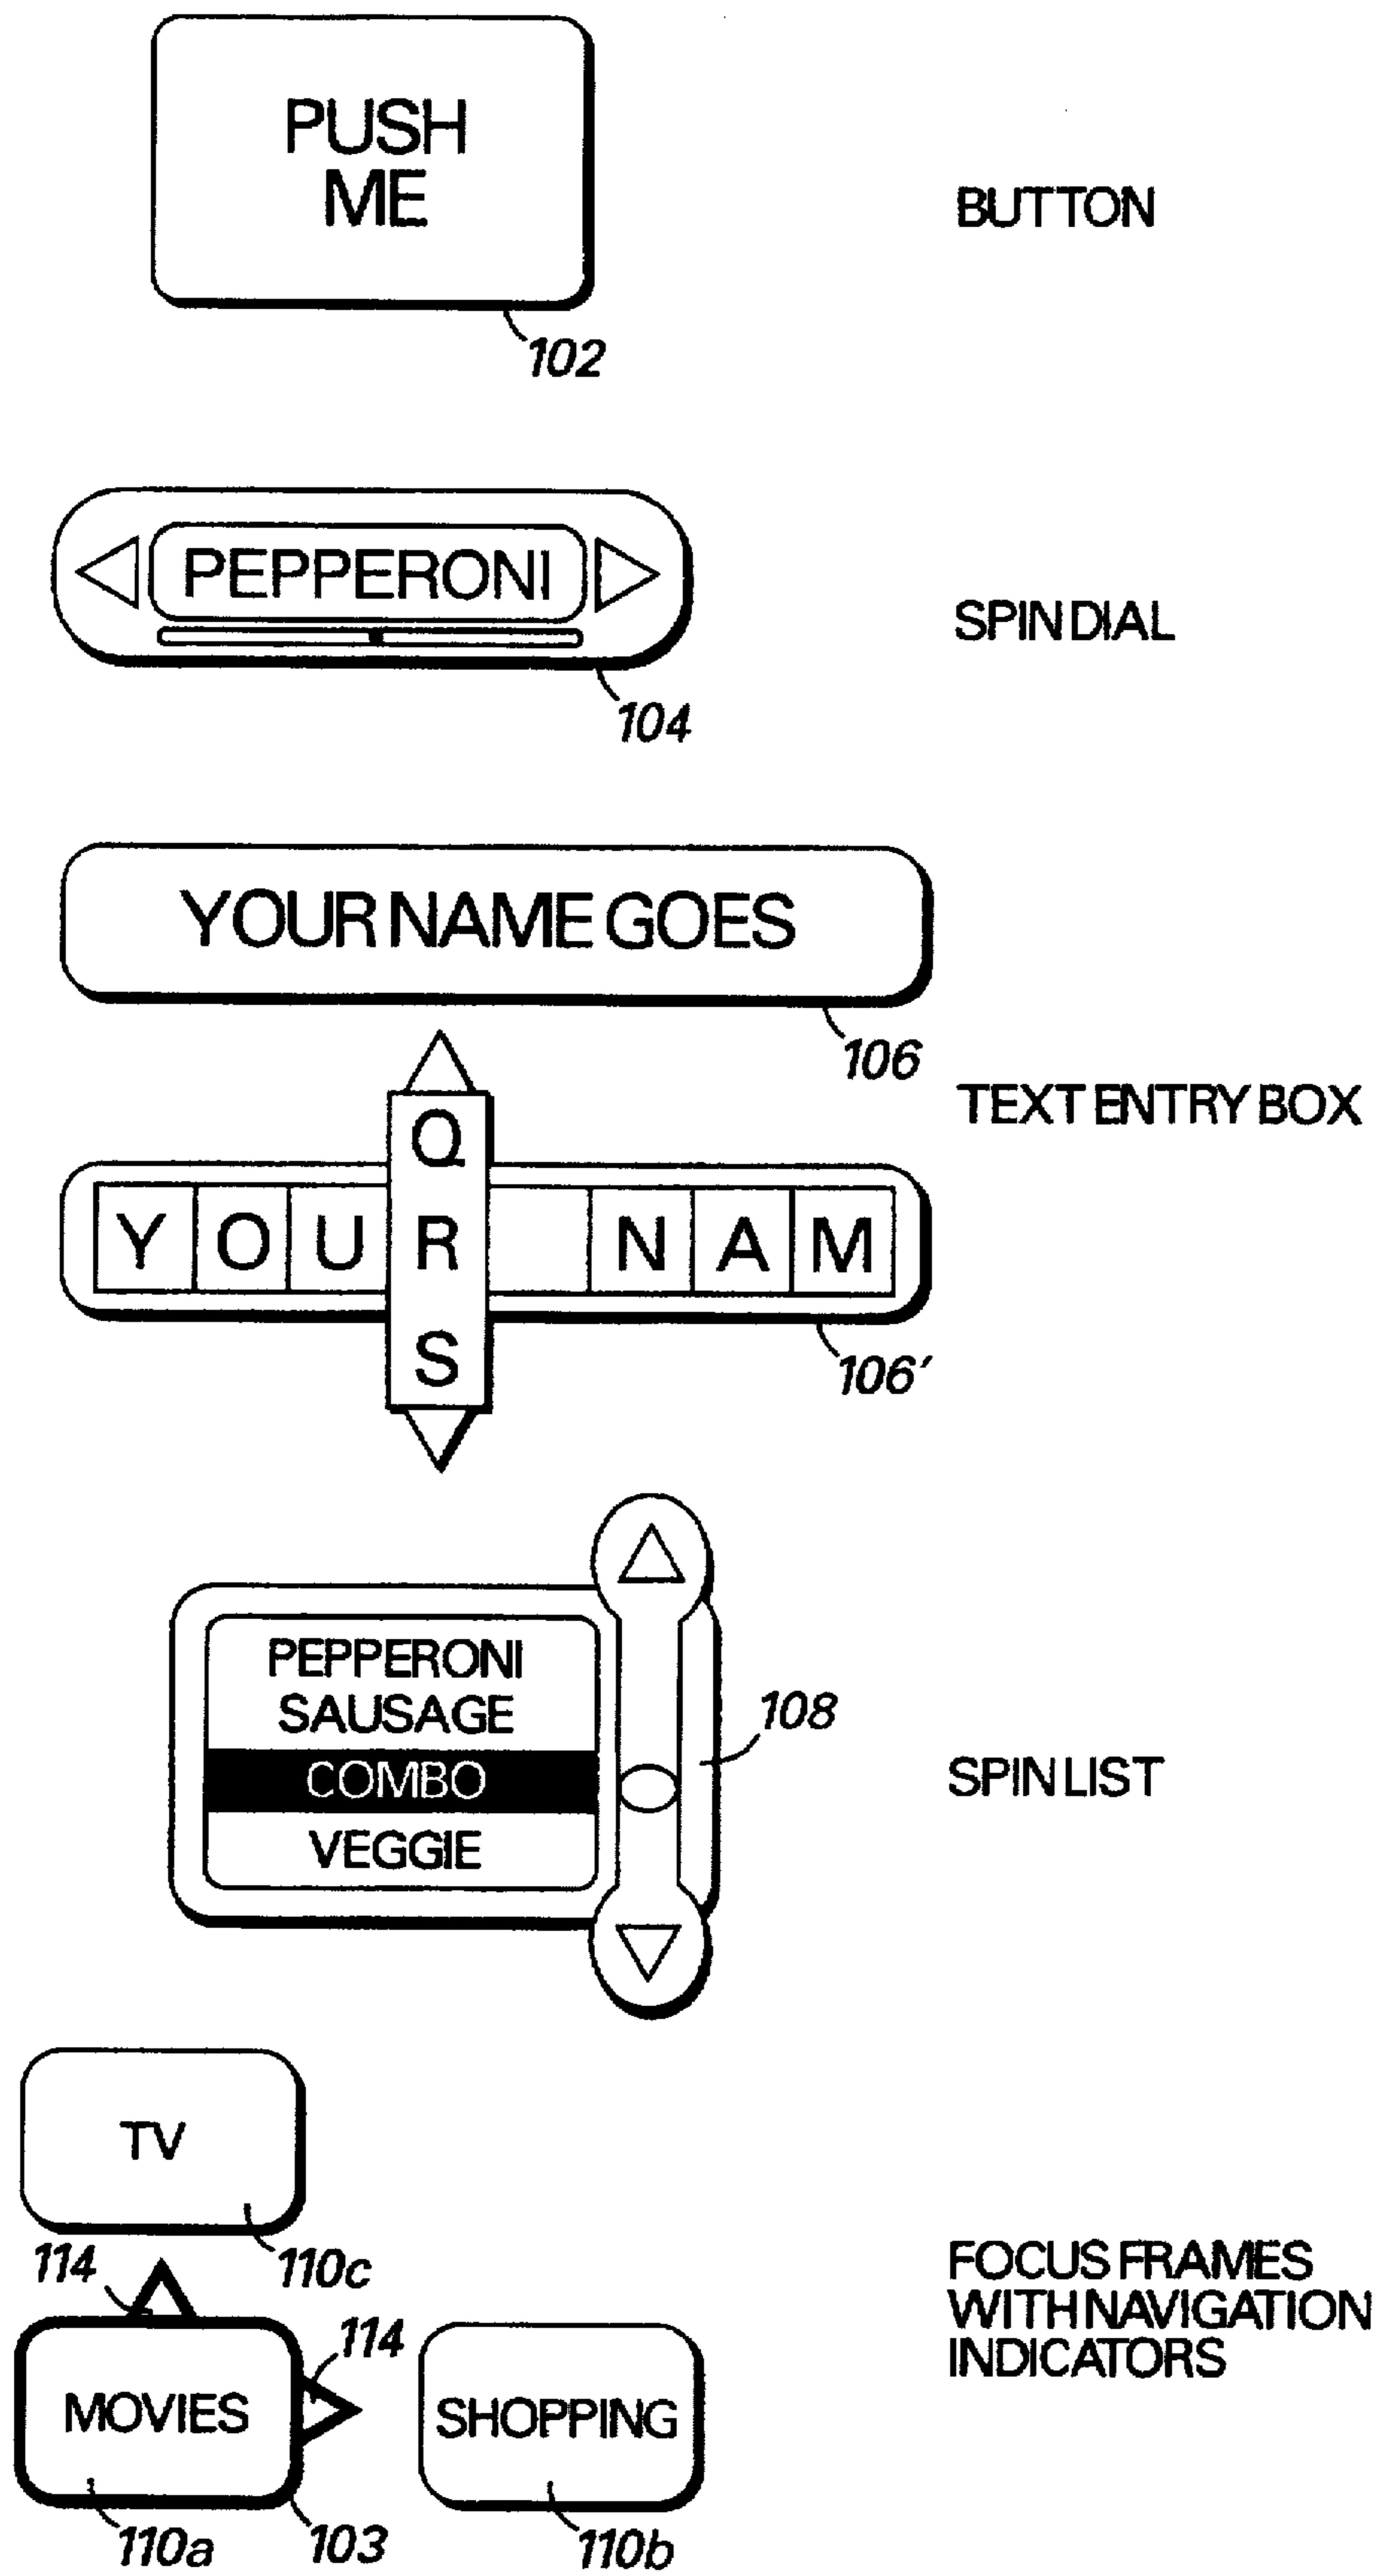 PUSH
ME
BUTTON
102
PEPPERONI
SPIN DIAL
104
YOUR NAME GOES
106
TEXT ENTRY BOX
Q
Y O U R N A M
S
106'
PEPPERONI
SAUSAGE
108
COMBO
SPIN LIST
VEGGIE
TV
110c
114
FOCUS FRAMES
WITH NAVIGATION
INDICATORS
114
MOVIES
SHOPPING
110a
103
110b